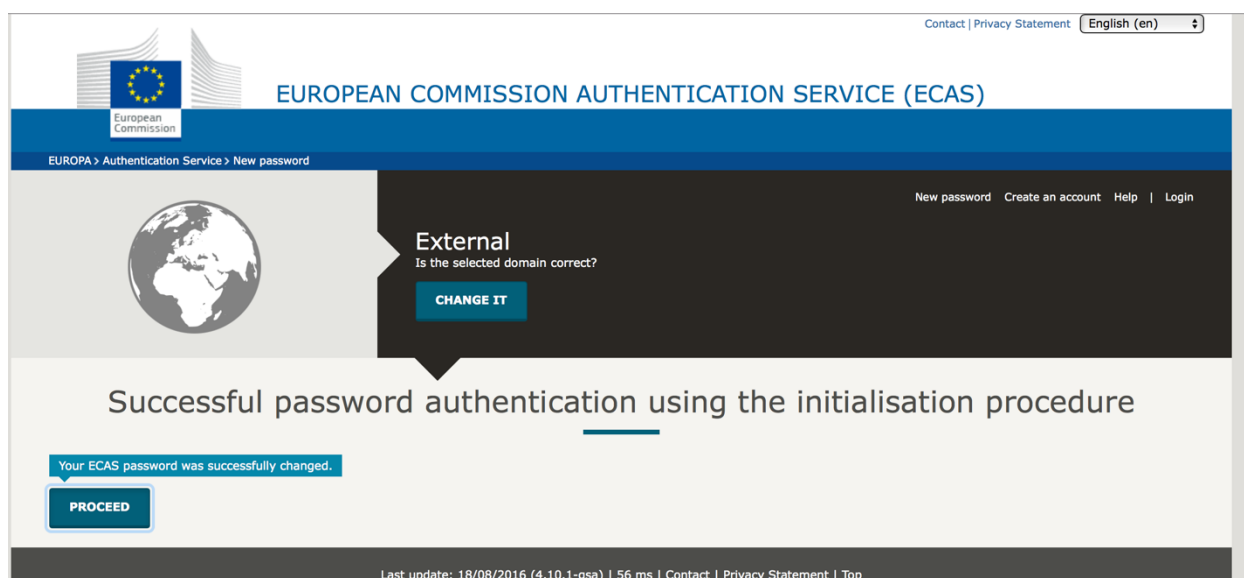 Contact | Privacy Statement English (en)
EUROPEAN COMMISSION AUTHENTICATION SERVICE (ECAS)
European
Commission
EUROPA > Authentication Service > New password
New password Create an account Help | Login
External
Is the selected domain correct?
CHANGE IT
Successful password authentication using the initialisation procedure
Your ECAS password was successfully changed.
PROCEED
Last update: 18/08/2016 (4.10.1-gsa) | 56 ms | Contact | Privacy Statement | Top